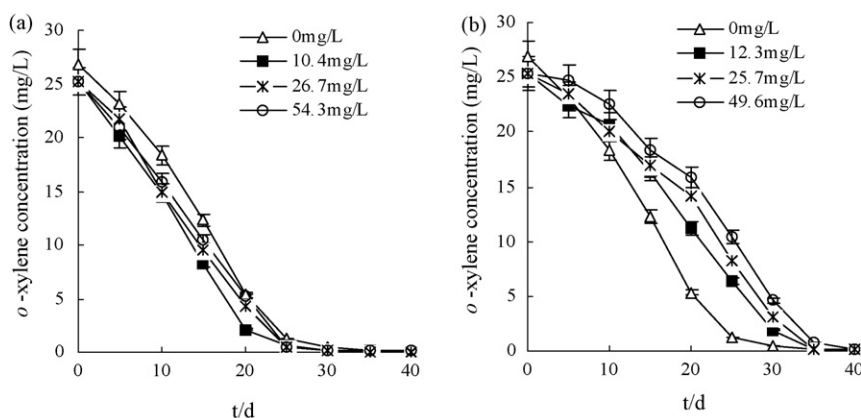 (a)
o -xylene concentration (mg/L)
30
25
20
15
10
5
0
0mg/L
10.4mg/L
26.7mg/L
54.3mg/L
0 10 20 30 40
t/d
(b)
o -xylene concentration (mg/L)
30
25
20
15
10
5
0
0mg/L
12.3mg/L
25.7mg/L
49.6mg/L
0 10 20 30 40
t/d